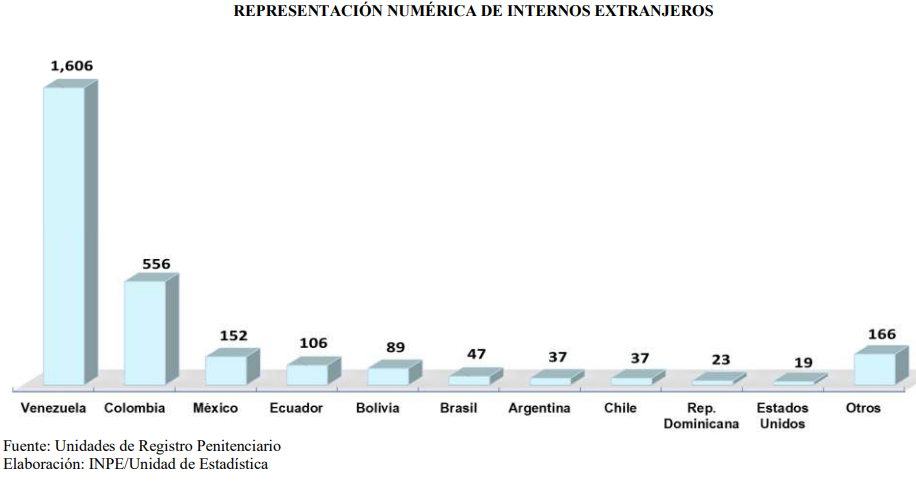 REPRESENTACIÓN NUMÉRICA DE INTERNOS EXTRANJEROS
1,606
556
152
106
89
47
37
37
23
19
166
Venezuela
Colombia
México
Ecuador
Bolivia
Brasil
Argentina
Chile
Rep.
Dominicana
Estados
Unidos
Otros
Fuente: Unidades de Registro Penitenciario
Elaboración: INPE/Unidad de Estadística